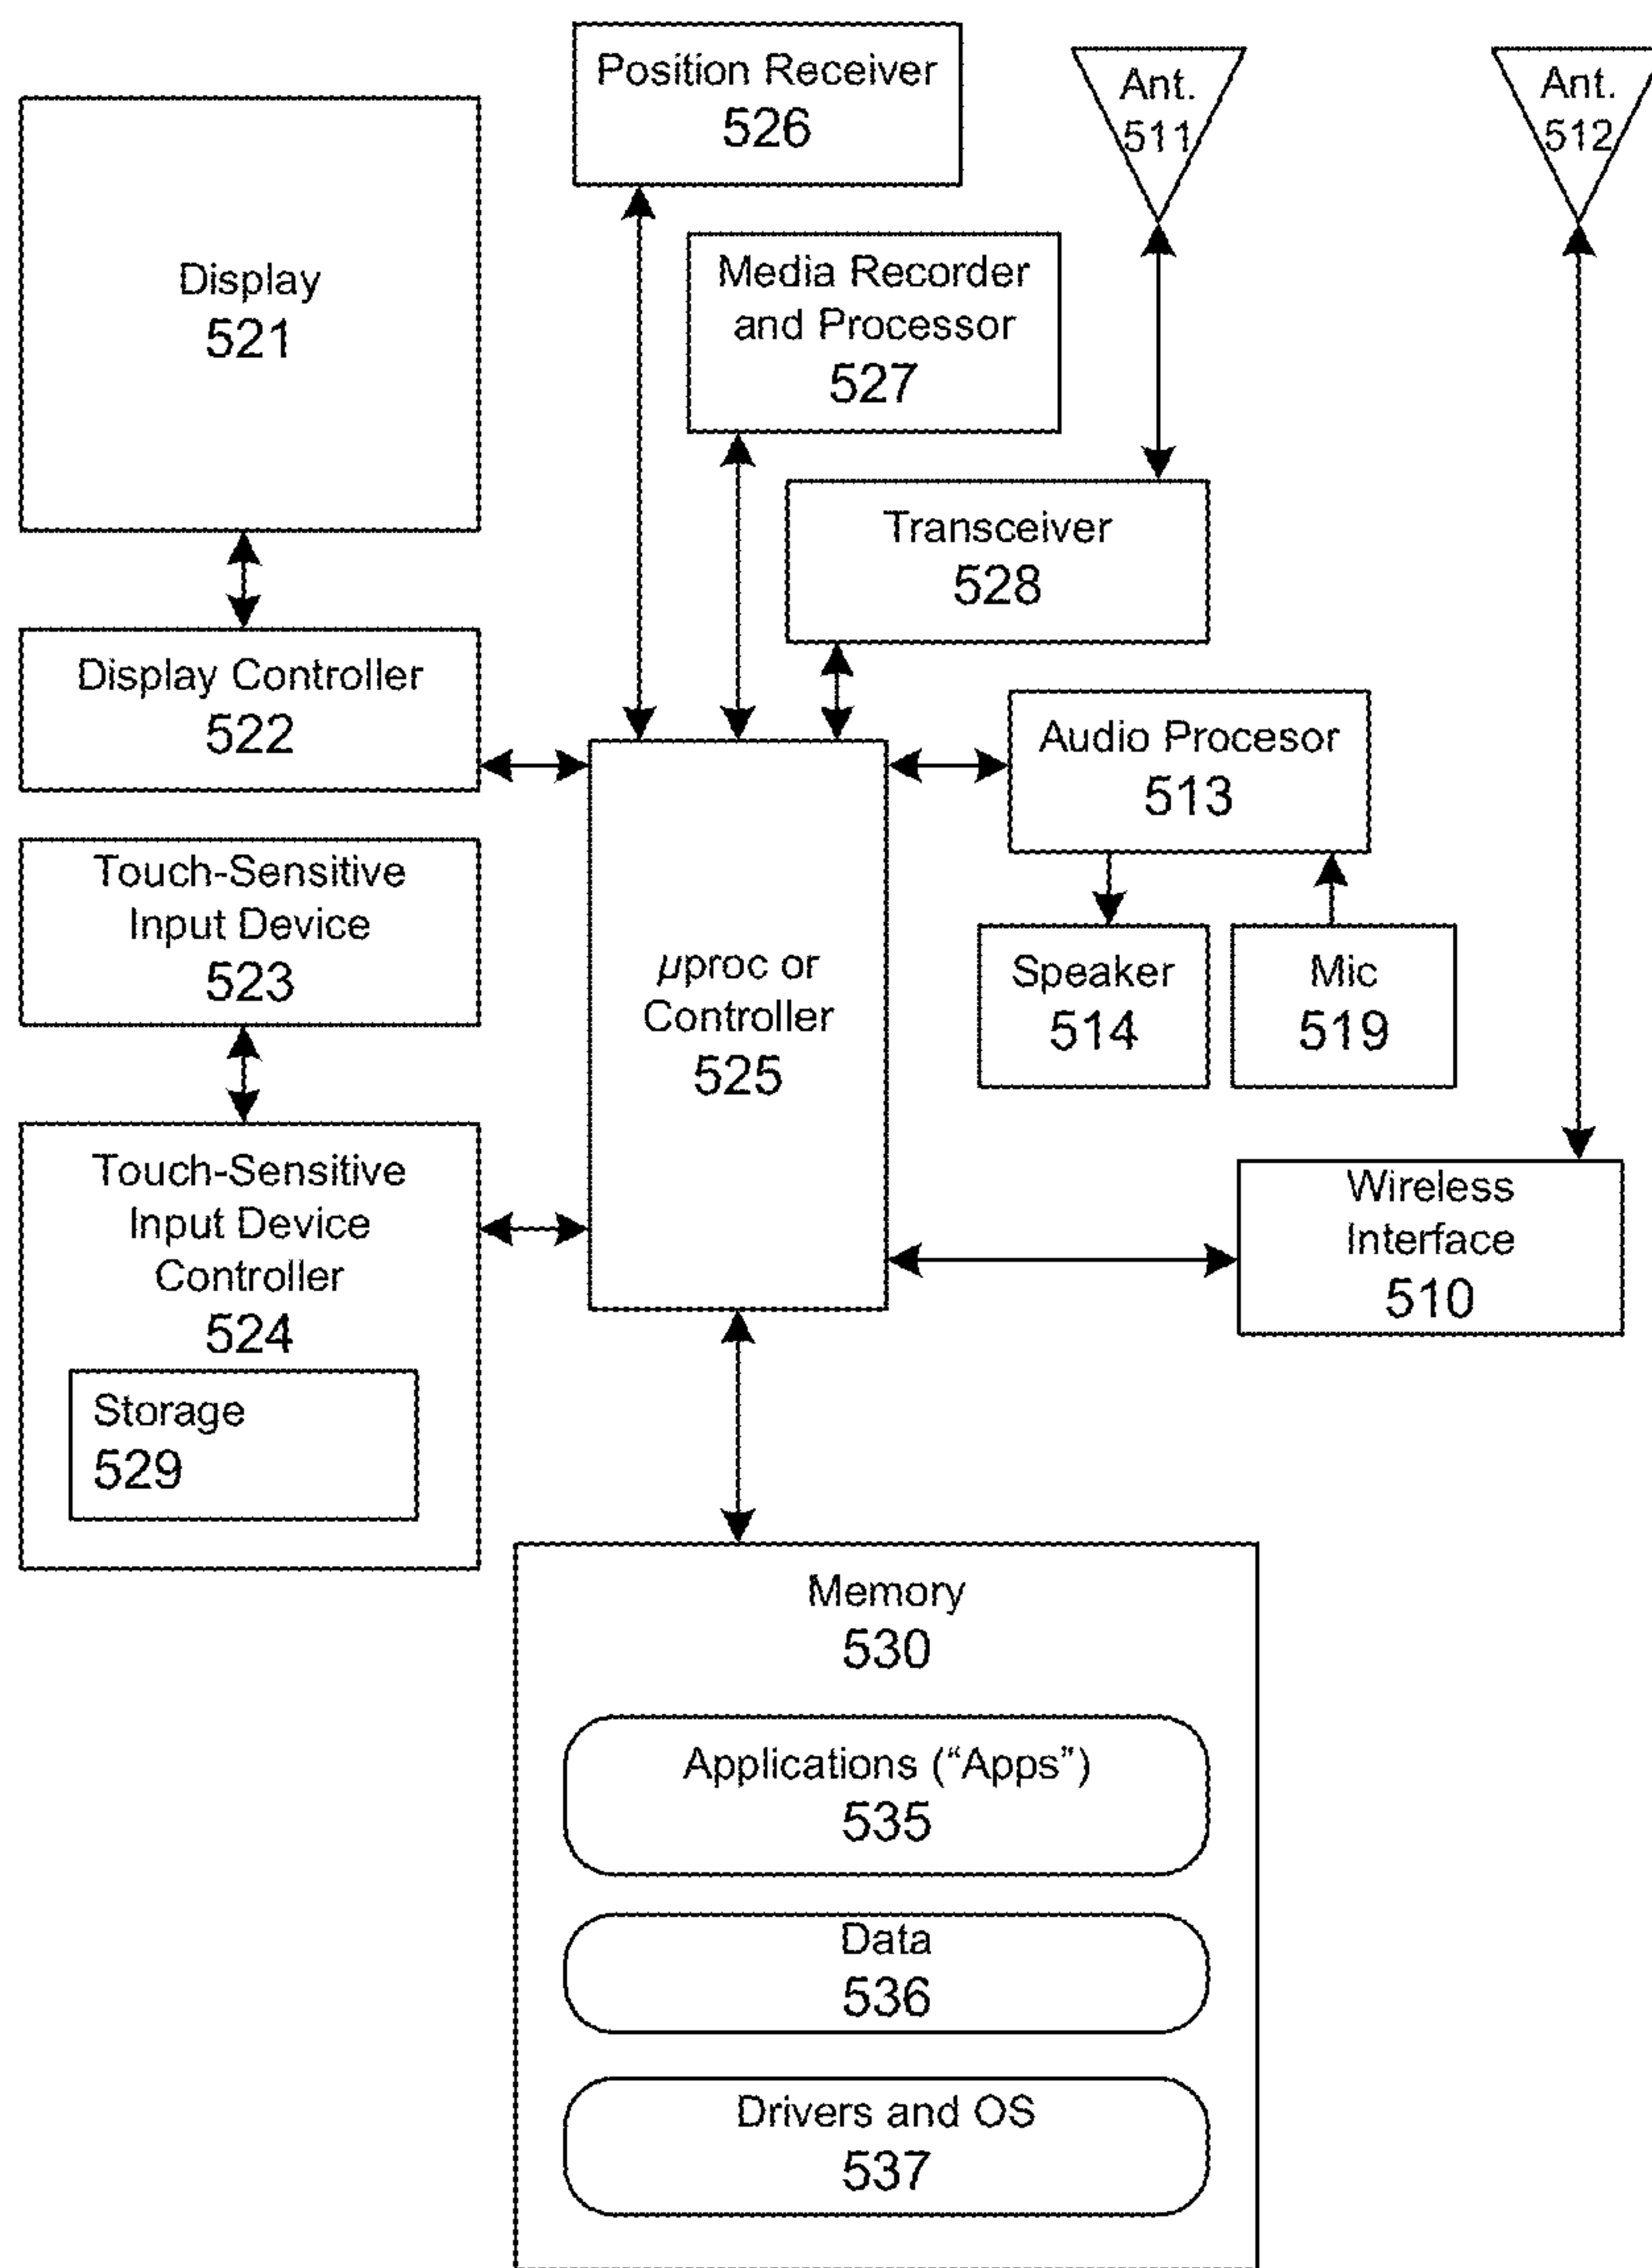 Position Receiver
526
Ant.
511
Ant.
512
Display
521
Media Recorder
and Processor
527
Transceiver
528
Display Controller
522
Audio Procesor
513
Touch-Sensitive
Input Device
523
µproc or
Controller
525
Speaker
514
Mic
519
Touch-Sensitive
Input Device
Controller
524
Wireless
Interface
510
Storage
529
Memory
530
Applications (“Apps”)
535
Data
536
Drivers and OS
537